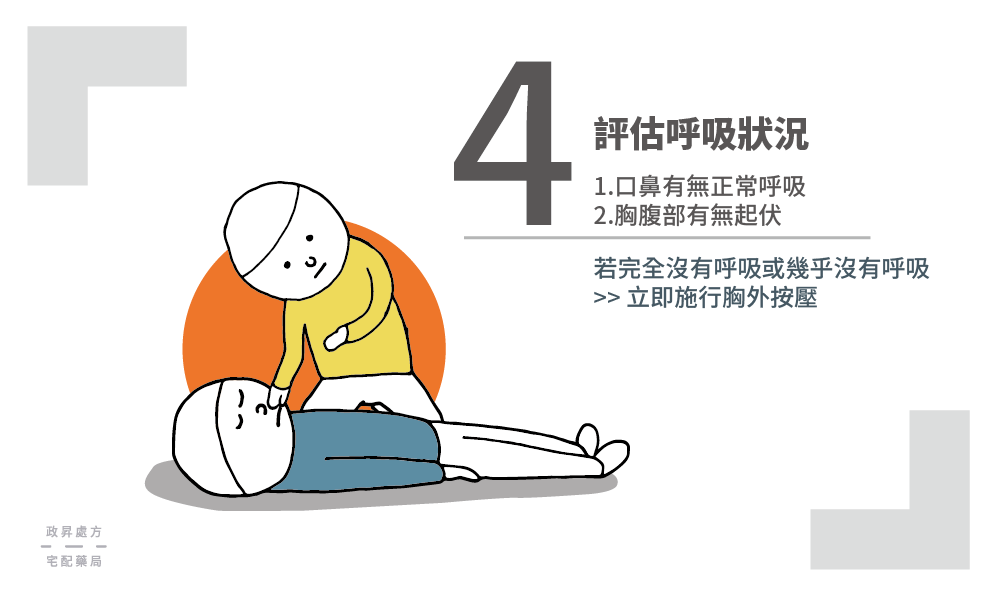 4
評估呼吸狀況
1.口鼻有無正常呼吸
2.胸腹部有無起伏
若完全沒有呼吸或幾乎沒有呼吸
>> 立即施行胸外按壓
政昇處方
宅配藥局